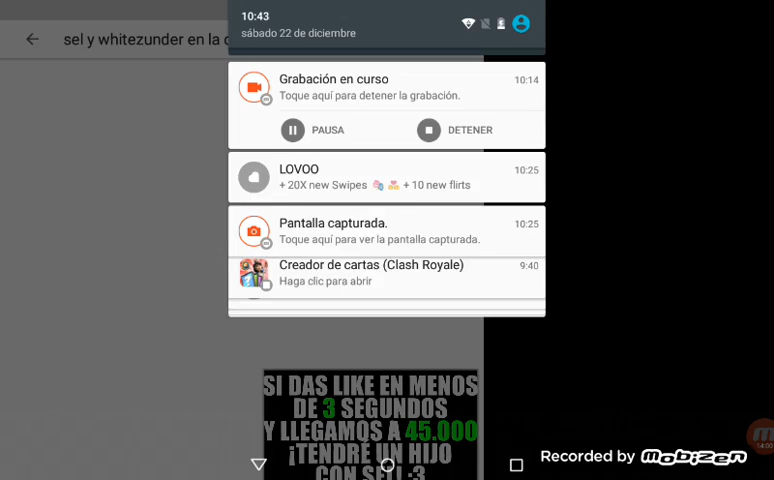 10:43
sábado 22 de diciembre
sel y whitezunder en la c
Grabación en curso 10:14
Toque aquí para detener la grabación.
PAUSA DETENER
LOVOO 10:25
+ 20X new Swipes 🎭 💏 + 10 new flirts
Pantalla capturada. 10:25
Toque aquí para ver la pantalla capturada.
Creador de cartas (Clash Royale) 9:40
Haga clic para abrir
SI DAS LIKE EN MENOS
DE 3 SEGUNDOS
Y LLEGAMOS A 45.000
¡TENDRÉ UN HIJO
CON SEL! :3
14:00
Recorded by mobizen